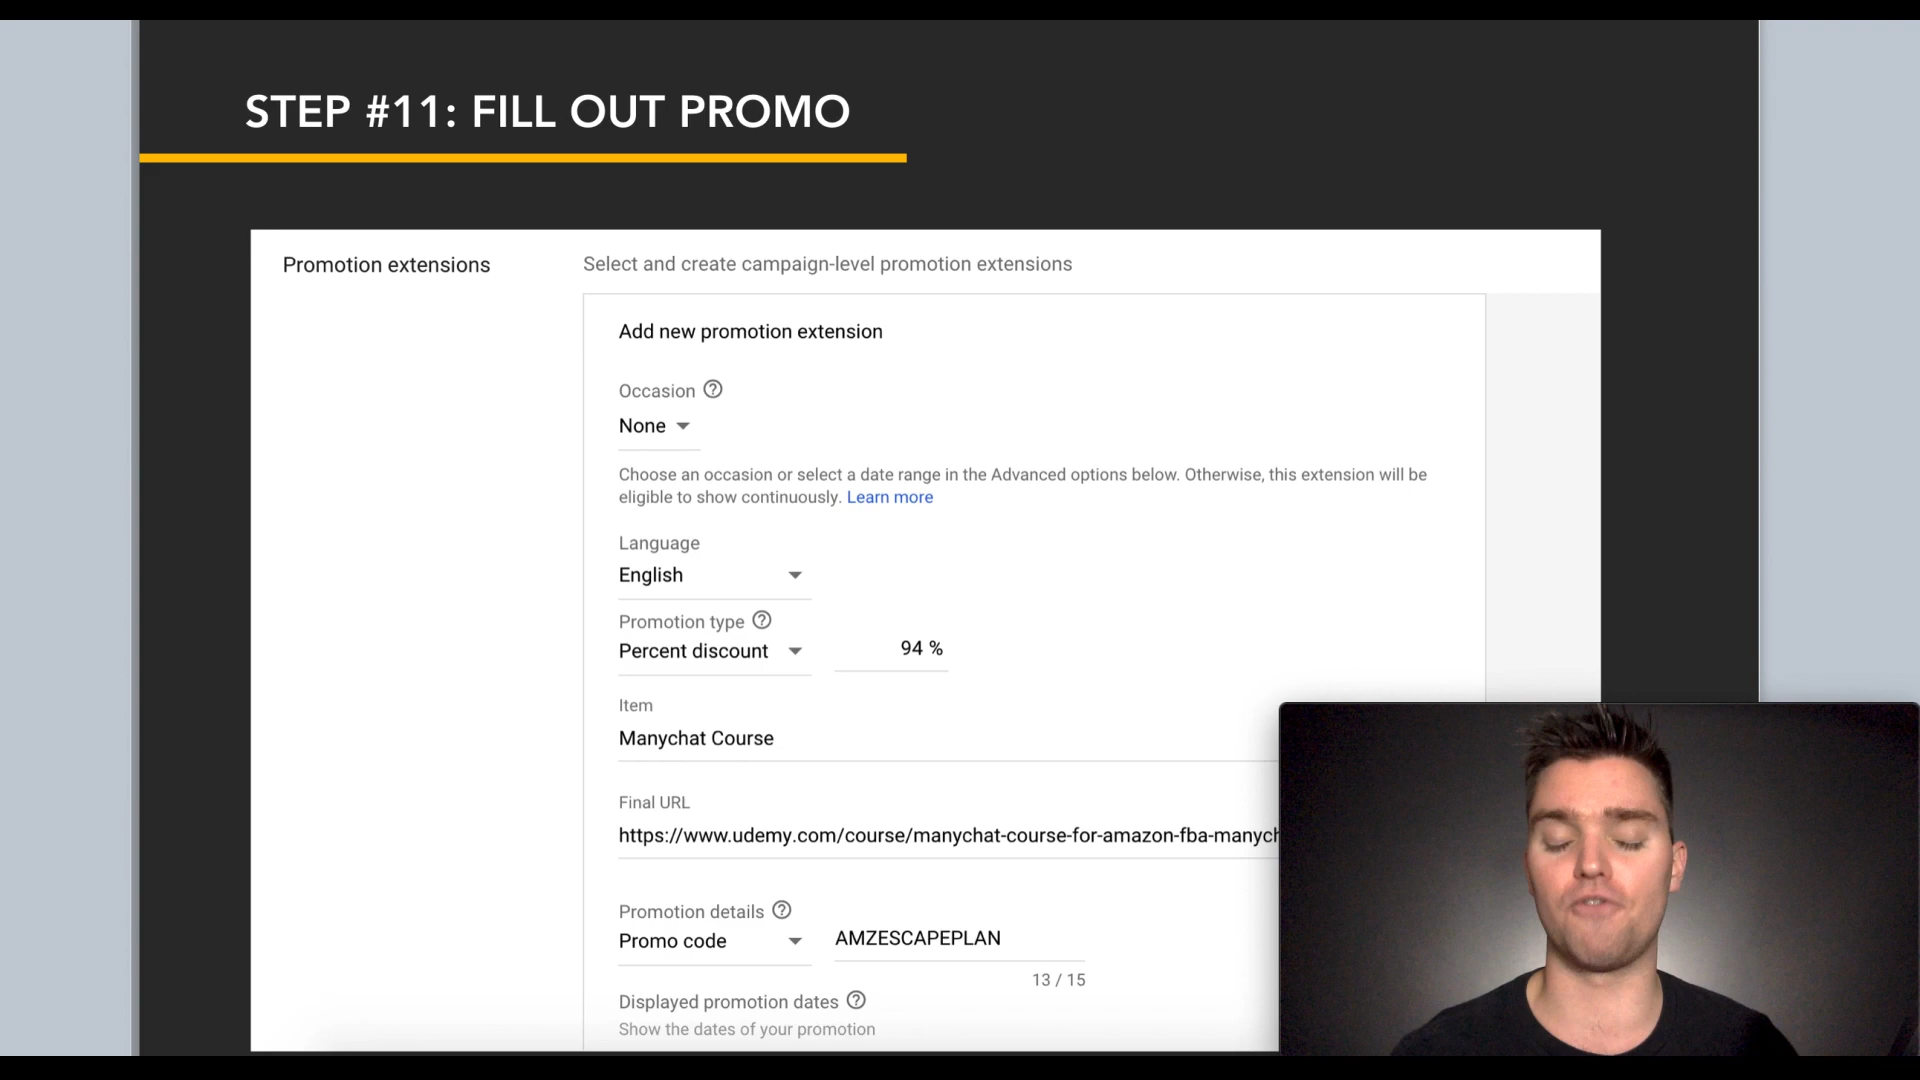 STEP #11: FILL OUT PROMO
Promotion extensions
Select and create campaign-level promotion extensions
Add new promotion extension
Occasion
None
Choose an occasion or select a date range in the Advanced options below. Otherwise, this extension will be
eligible to show continuously. Learn more
Language
English
Promotion type
Percent discount 94 %
Item
Manychat Course
Final URL
https://www.udemy.com/course/manychat-course-for-amazon-fba-manych
Promotion details
Promo code AMZESCAPEPLAN
13 / 15
Displayed promotion dates
Show the dates of your promotion